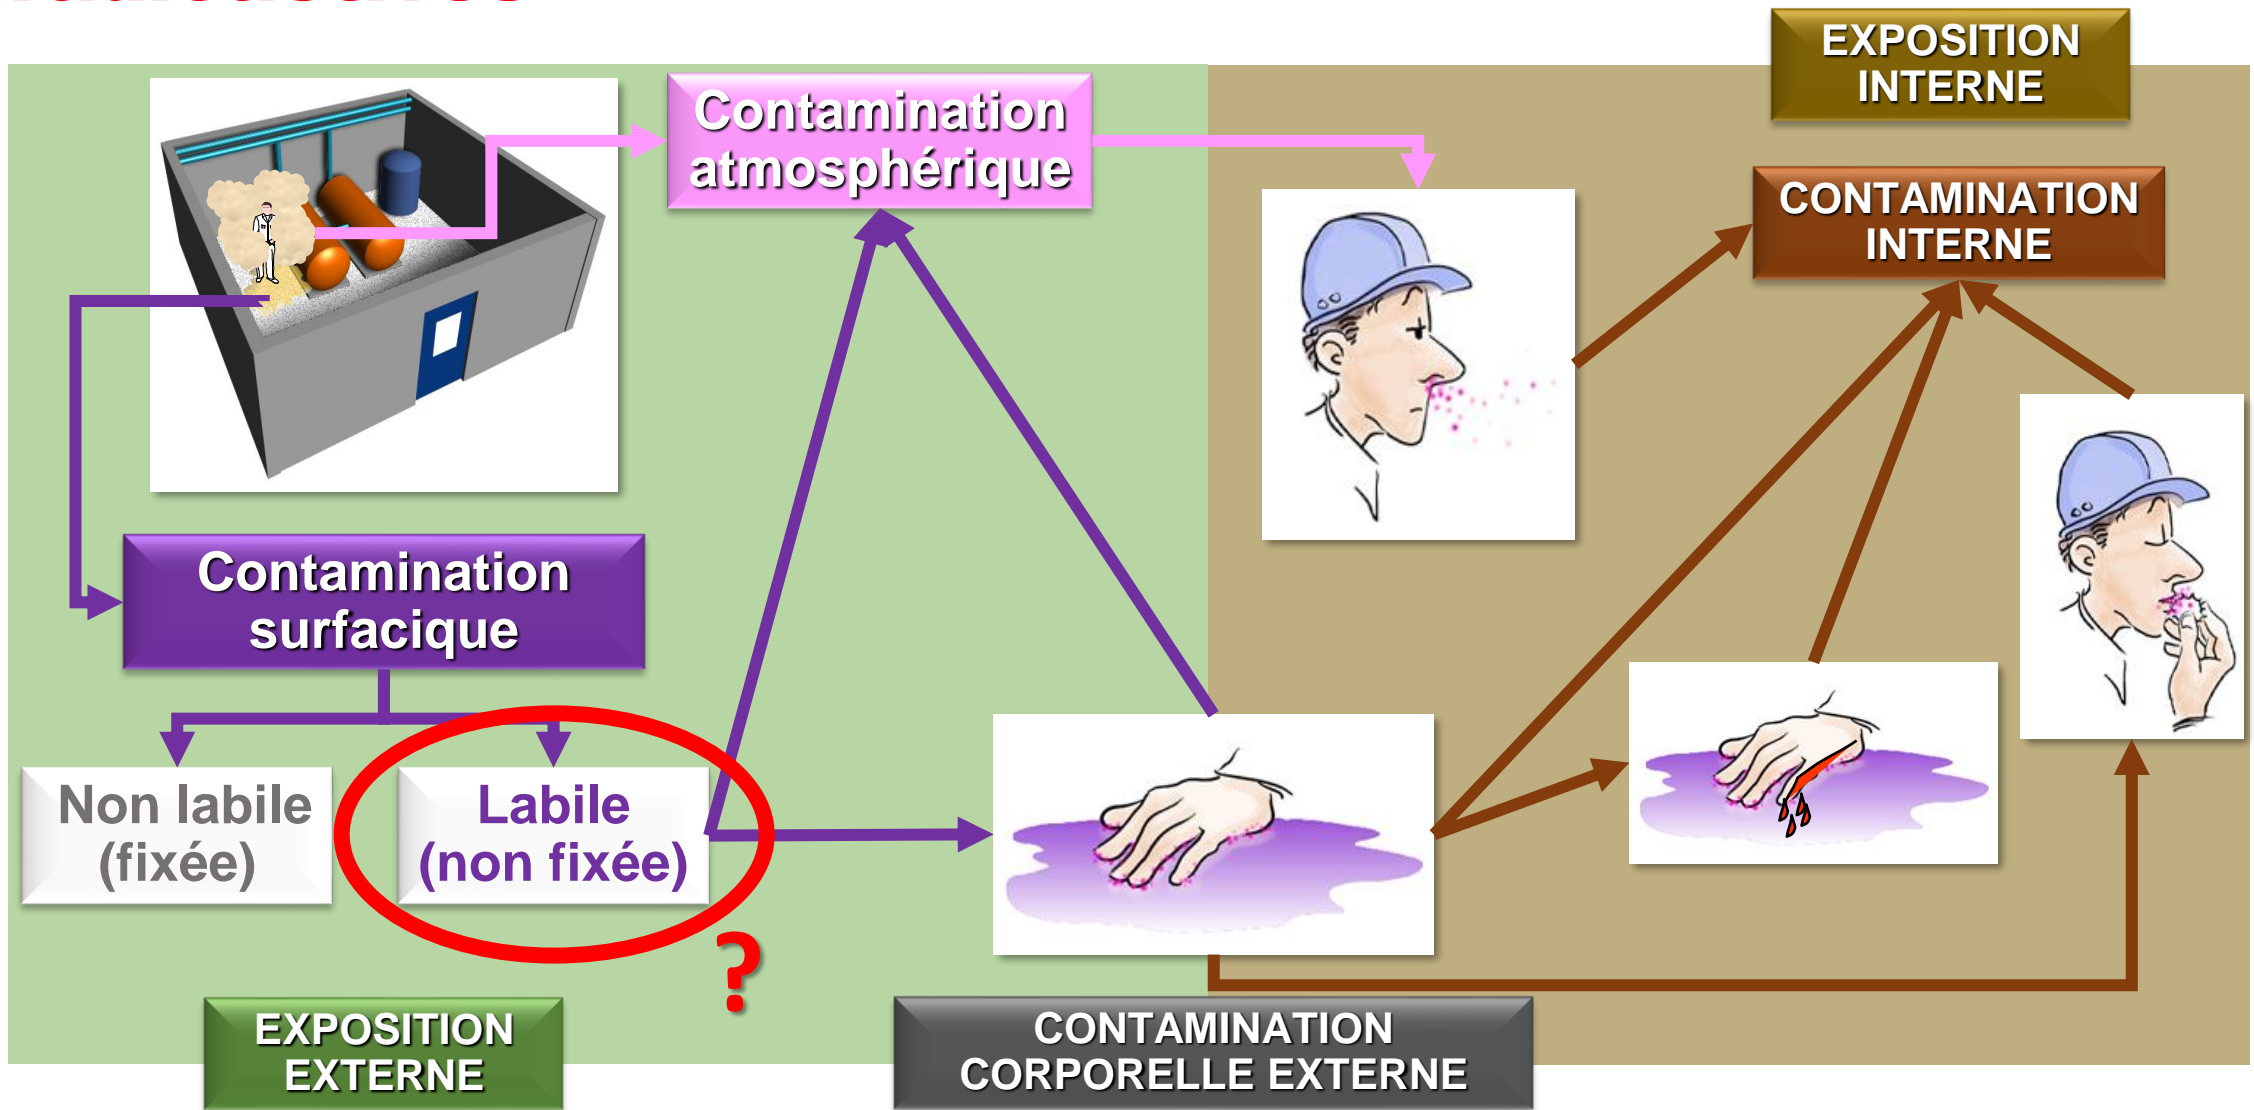 EXPOSITION
INTERNE
Contamination
atmosphérique
CONTAMINATION
INTERNE
Contamination
surfacique
Non labile
(fixée)
Labile
(non fixée)
?
EXPOSITION
EXTERNE
CONTAMINATION
CORPORELLE EXTERNE